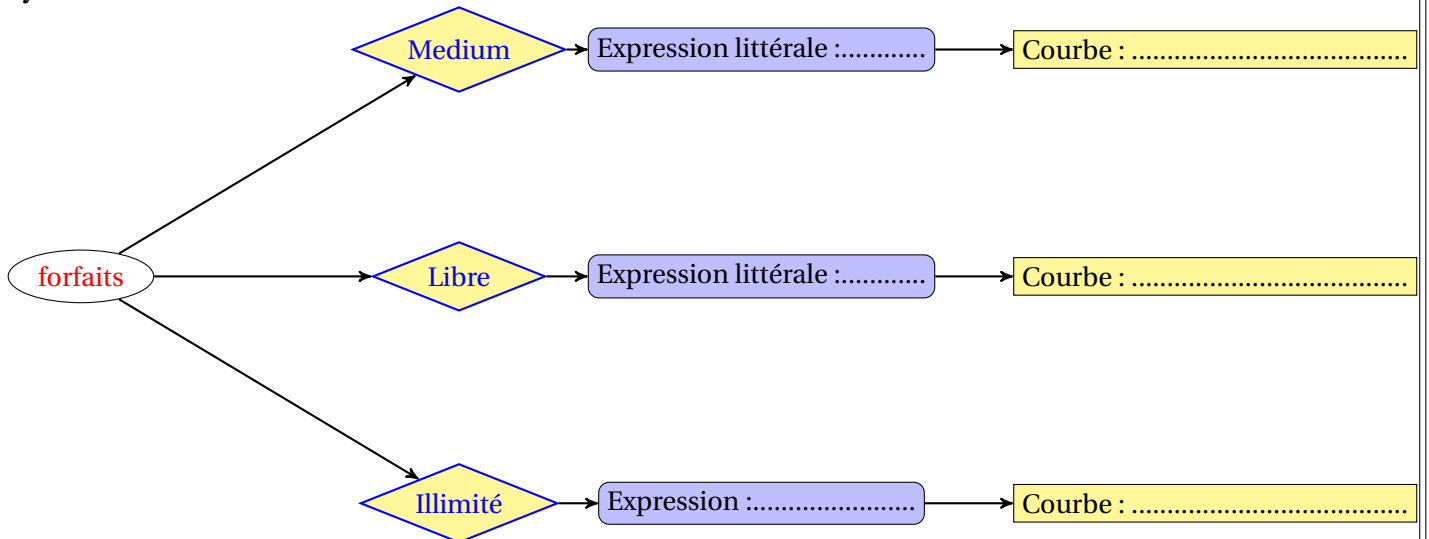 Medium Expression littérale :............ Courbe : .......................................
forfaits Libre Expression littérale :............ Courbe : .......................................
Illimité Expression :....................... Courbe : .......................................